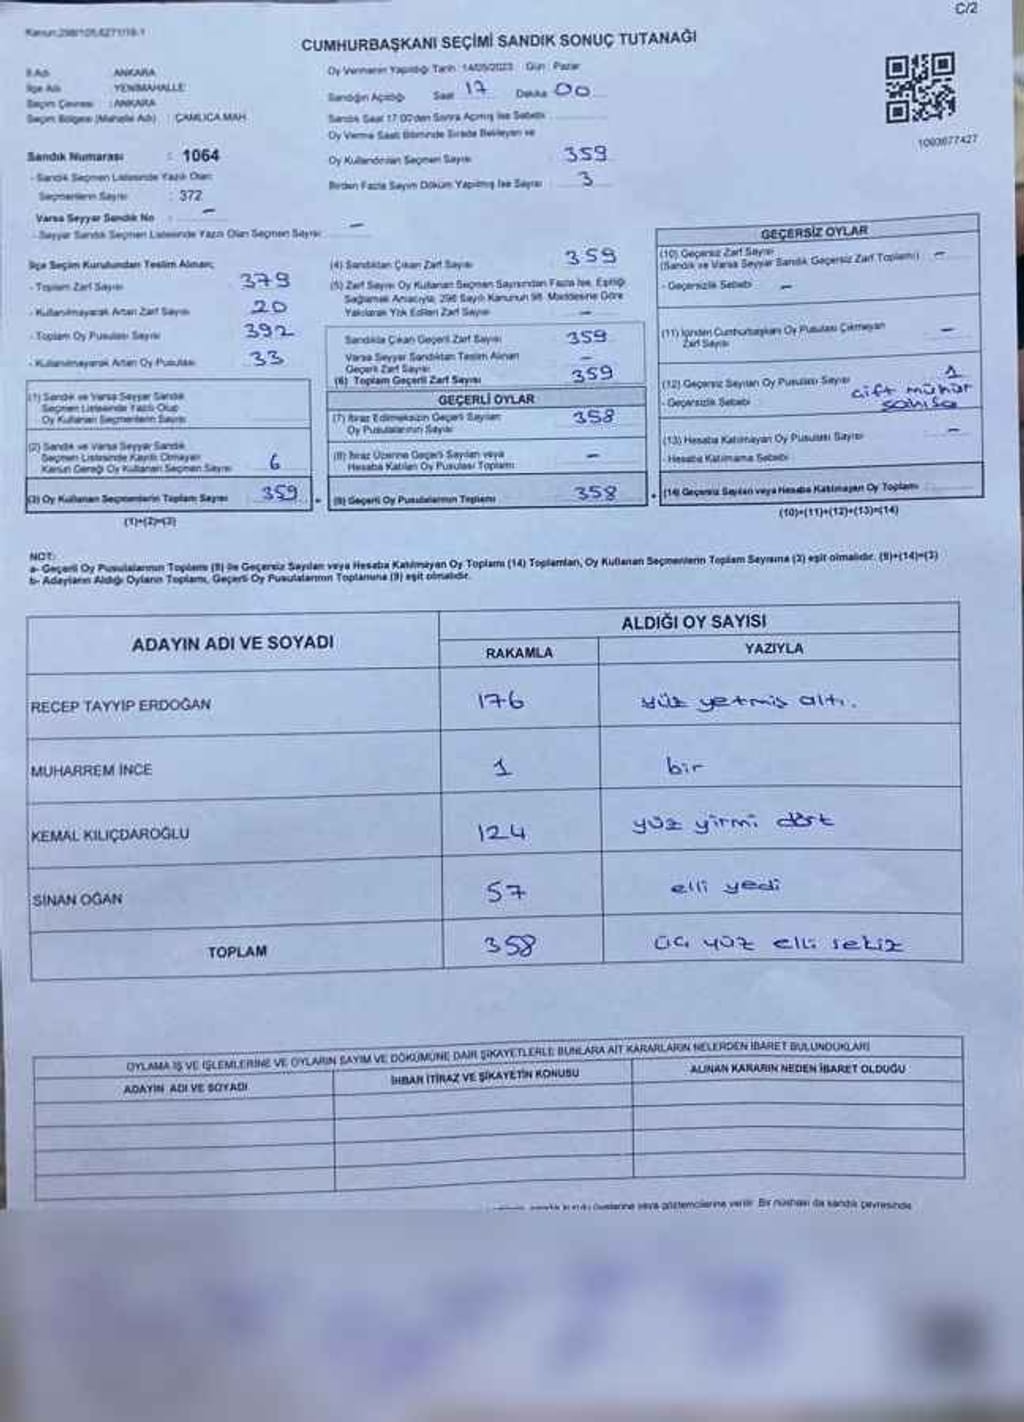 C/2
Kanun:298/105,6271/19-1
CUMHURBAŞKANI SEÇİMİ SANDIK SONUÇ TUTANAĞI
İl Adı : ANKARA
İlçe Adı : YENİMAHALLE
Seçim Çevresi : ANKARA
Seçim Bölgesi (Mahalle Adı) : ÇAMLICA MAH.
Sandık Numarası : 1064
- Sandık Seçmen Listesinde Yazılı Olan
Seçmenlerin Sayısı : 372
Varsa Seyyar Sandık No : -
- Seyyar Sandık Seçmen Listesinde Yazılı Olan Seçmen Sayısı : -
Oy Vermenin Yapıldığı Tarih :14/05/2023 Gün : Pazar
Sandığın Açıldığı Saat 17 Dakika 00
Sandık Saat 17:00'den Sonra Açılmış İse Sebebi
Oy Verme Saati Bitiminde Sırada Bekleyen ve
Oy Kullandırılan Seçmen Sayısı : 359
Birden Fazla Sayım Döküm Yapılmış İse Sayısı : 3
1003677427
İlçe Seçim Kurulundan Teslim Alınan;
- Toplam Zarf Sayısı 379
- Kullanılmayarak Artan Zarf Sayısı 20
- Toplam Oy Pusulası Sayısı 392
- Kullanılmayarak Artan Oy Pusulası 33
(1) Sandık ve Varsa Seyyar Sandık
Seçmen Listesinde Yazılı Olup
Oy Kullanan Seçmenlerin Sayısı
(2) Sandık ve Varsa Seyyar Sandık
Seçmen Listesinde Kayıtlı Olmayan
Kanun Gereği Oy Kullanan Seçmen Sayısı 6
(3) Oy Kullanan Seçmenlerin Toplam Sayısı 359
(1)+(2)=(3)
(4) Sandıktan Çıkan Zarf Sayısı 359
(5) Zarf Sayısı Oy Kullanan Seçmen Sayısından Fazla İse, Eşitliği
Sağlamak Amacıyla, 298 Sayılı Kanunun 98. Maddesine Göre
Yakılarak Yok Edilen Zarf Sayısı -
Sandıkta Çıkan Geçerli Zarf Sayısı 359
Varsa Seyyar Sandıktan Teslim Alınan
Geçerli Zarf Sayısı -
(6) Toplam Geçerli Zarf Sayısı 359
GEÇERLİ OYLAR
(7) İtiraz Edilmeksizin Geçerli Sayılan
Oy Pusulalarının Sayısı 358
(8) İtiraz Üzerine Geçerli Sayılan veya
Hesaba Katılan Oy Pusulası Toplamı -
(9) Geçerli Oy Pusulalarının Toplamı 358
GEÇERSİZ OYLAR
(10) Geçersiz Zarf Sayısı
(Sandık ve Varsa Seyyar Sandık Geçersiz Zarf Toplamı) -
- Geçersizlik Sebebi : -
(11) İçinden Cumhurbaşkanı Oy Pusulası Çıkmayan
Zarf Sayısı -
(12) Geçersiz Sayılan Oy Pusulası Sayısı 1
- Geçersizlik Sebebi : çift mühür
(13) Hesaba Katılmayan Oy Pusulası Sayısı -
- Hesaba Katılmama Sebebi :
(14) Geçersiz Sayılan veya Hesaba Katılmayan Oy Toplamı
(10)+(11)+(12)+(13)=(14)
NOT:
a- Geçerli Oy Pusulalarının Toplamı (9) ile Geçersiz Sayılan veya Hesaba Katılmayan Oy Toplamı (14) Toplamları, Oy Kullanan Seçmenlerin Toplam Sayısına (3) eşit olmalıdır. (9)+(14)=(3)
b- Adayların Aldığı Oyların Toplamı, Geçerli Oy Pusulalarının Toplamına (9) eşit olmalıdır.
ADAYIN ADI VE SOYADI ALDIĞI OY SAYISI
RAKAMLA YAZIYLA
RECEP TAYYİP ERDOĞAN 176 yüz yetmiş altı.
MUHARREM İNCE 1 bir
KEMAL KILIÇDAROĞLU 124 yüz yirmi dört
SİNAN OĞAN 57 elli yedi
TOPLAM 358 üç yüz elli sekiz
OYLAMA İŞ VE İŞLEMLERİNE VE OYLARIN SAYIM VE DÖKÜMÜNE DAİR ŞİKAYETLERLE BUNLARA AİT KARARLARIN NELERDEN İBARET BULUNDUKLARI
ADAYIN ADI VE SOYADI İHBAR İTİRAZ VE ŞİKAYETİN KONUSU ALINAN KARARIN NEDEN İBARET OLDUĞU
üyelerine veya gözlemcilerine verilir. Bir nüshası da sandık çevresinde